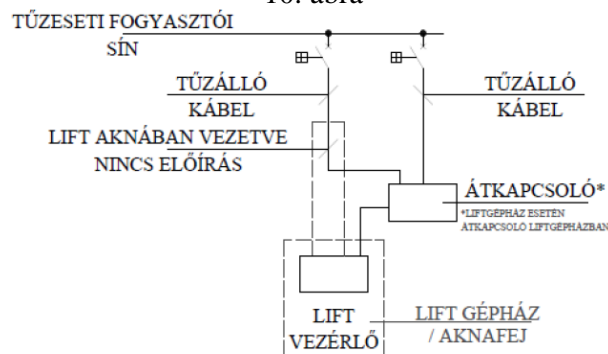 10. ábra
TŰZESETI FOGYASZTÓI
SÍN
TŰZÁLLÓ
KÁBEL
TŰZÁLLÓ
KÁBEL
LIFT AKNÁBAN VEZETVE
NINCS ELŐÍRÁS
ÁTKAPCSOLÓ*
*LIFTGÉPHÁZ ESETÉN
ÁTKAPCSOLÓ LIFTGÉPHÁZBAN
LIFT
VEZÉRLŐ
LIFT GÉPHÁZ
/ AKNAFEJ